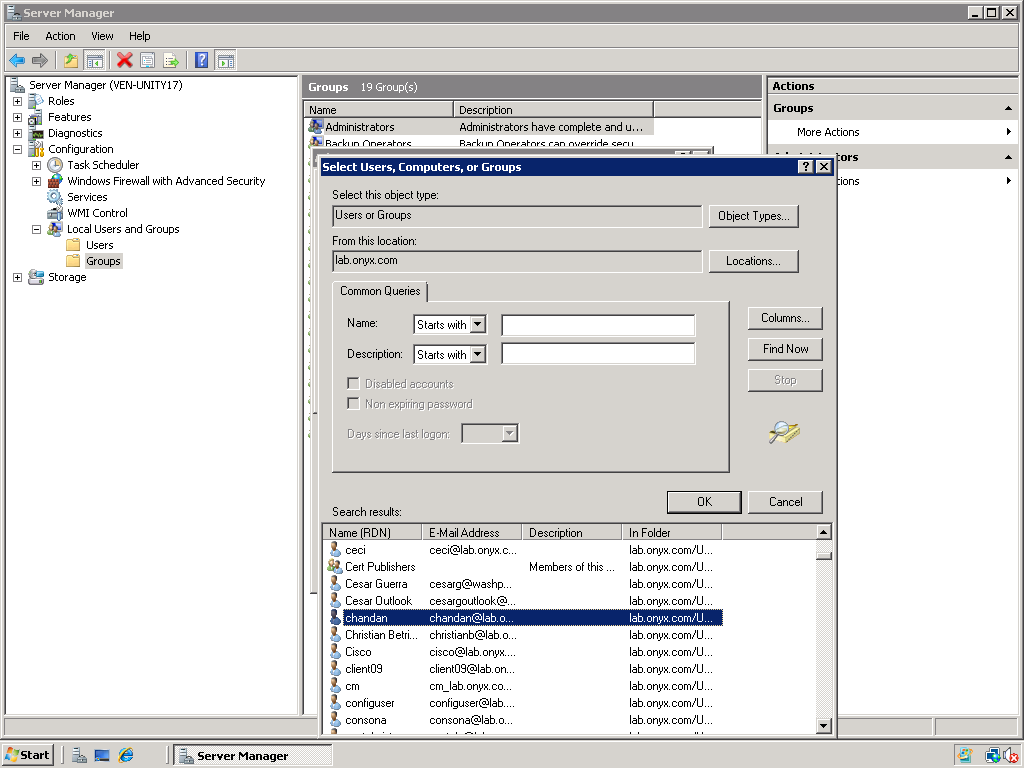 Server Manager
File Action View Help
Server Manager (VEN-UNITY17)
Roles
Features
Diagnostics
Configuration
Task Scheduler
Windows Firewall with Advanced Security
Services
WMI Control
Local Users and Groups
Users
Groups
Storage
Groups 19 Group(s)
Name Description
Administrators Administrators have complete and u...
Backup Operators Backup Operators can override secu
Actions
Groups
More Actions
Select Users, Computers, or Groups
Select this object type:
Users or Groups
Object Types...
From this location:
lab.onyx.com
Locations...
Common Queries
Name: Starts with
Description: Starts with
Disabled accounts
Non expiring password
Days since last logon:
Columns...
Find Now
Stop
OK Cancel
Search results:
Name (RDN) E-Mail Address Description In Folder
ceci ceci@lab.onyx.c... lab.onyx.com/U...
Cert Publishers Members of this ... lab.onyx.com/U...
Cesar Guerra cesarg@washp... lab.onyx.com/U...
Cesar Outlook cesargoutlook@... lab.onyx.com/U...
chandan chandan@lab.o... lab.onyx.com/U...
Christian Betri... christianb@lab.o... lab.onyx.com/U...
Cisco cisco@lab.onyx.... lab.onyx.com/U...
client09 client09@lab.on... lab.onyx.com/U...
cm cm_lab.onyx.co... lab.onyx.com/U...
configuser configuser@lab.... lab.onyx.com/U...
consona consona@lab.o... lab.onyx.com/U...
Start
Server Manager